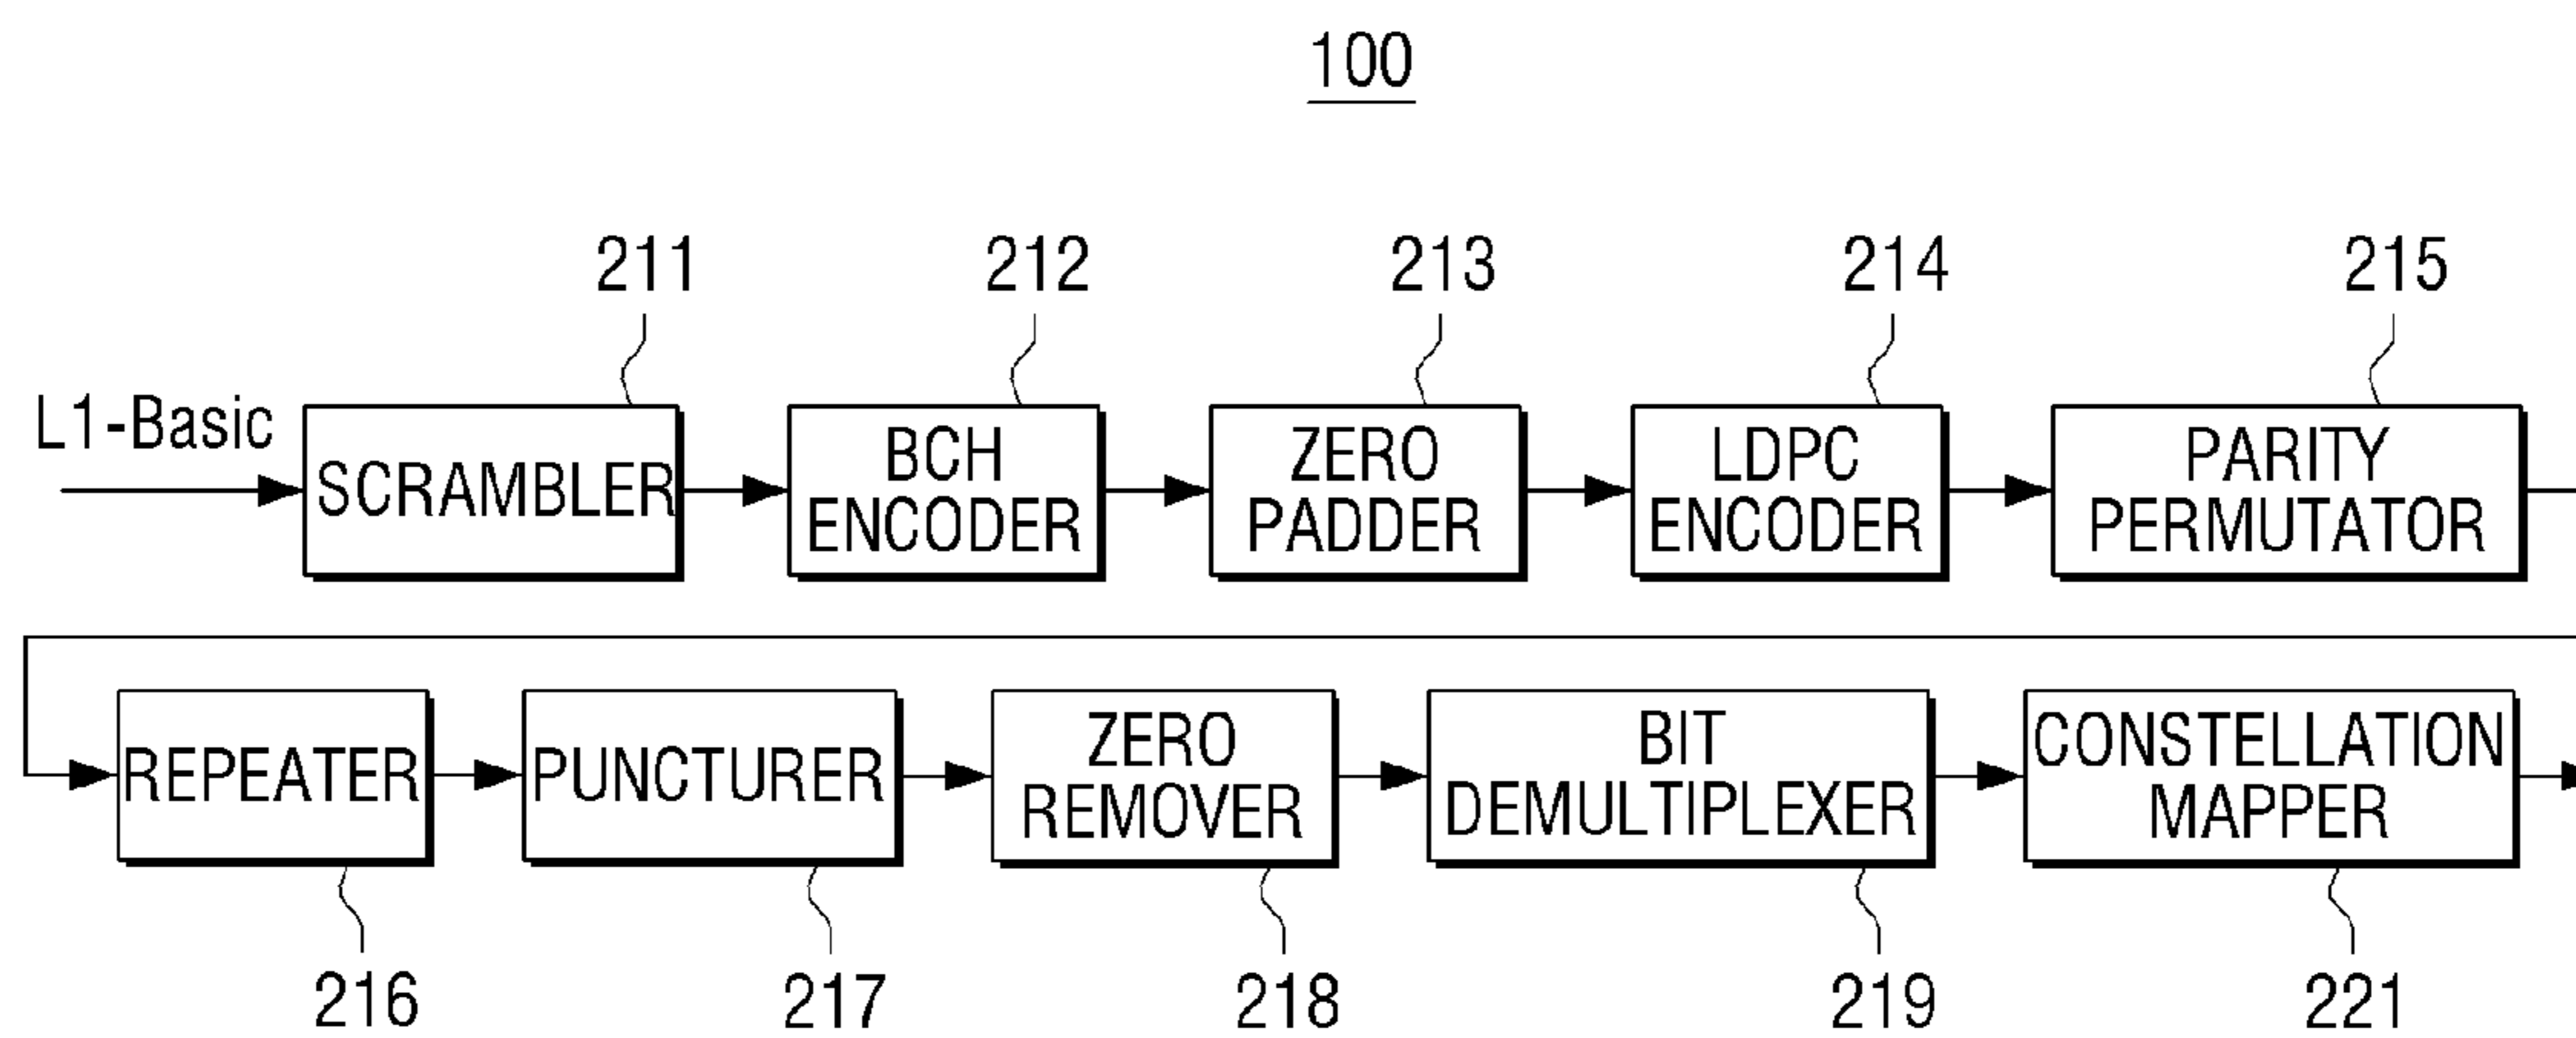 100
211
212
213
214
215
L1-Basic
SCRAMBLER
BCH
ENCODER
ZERO
PADDER
LDPC
ENCODER
PARITY
PERMUTATOR
REPEATER
PUNCTURER
ZERO
REMOVER
BIT
DEMULTIPLEXER
CONSTELLATION
MAPPER
216
217
218
219
221